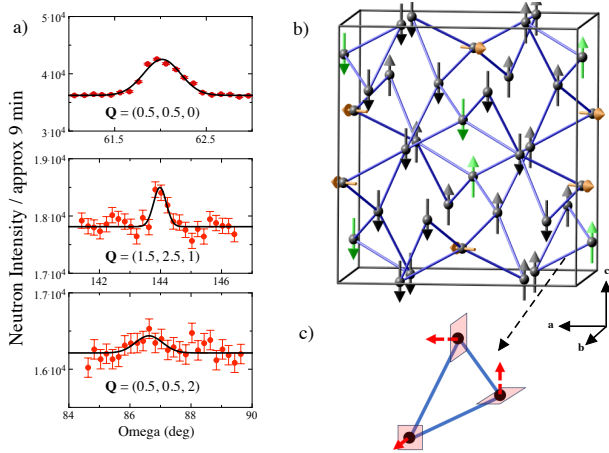 a)
Neutron Intensity / approx 9 min
5·10⁴
4·10⁴
3·10⁴
Q = (0.5, 0.5, 0)
61.5
62.5
1.9·10⁴
1.8·10⁴
1.7·10⁴
Q = (1.5, 2.5, 1)
142
144
146
1.7·10⁴
1.6·10⁴
Q = (0.5, 0.5, 2)
84
86
88
90
Omega (deg)
b)
c
a
b
c)